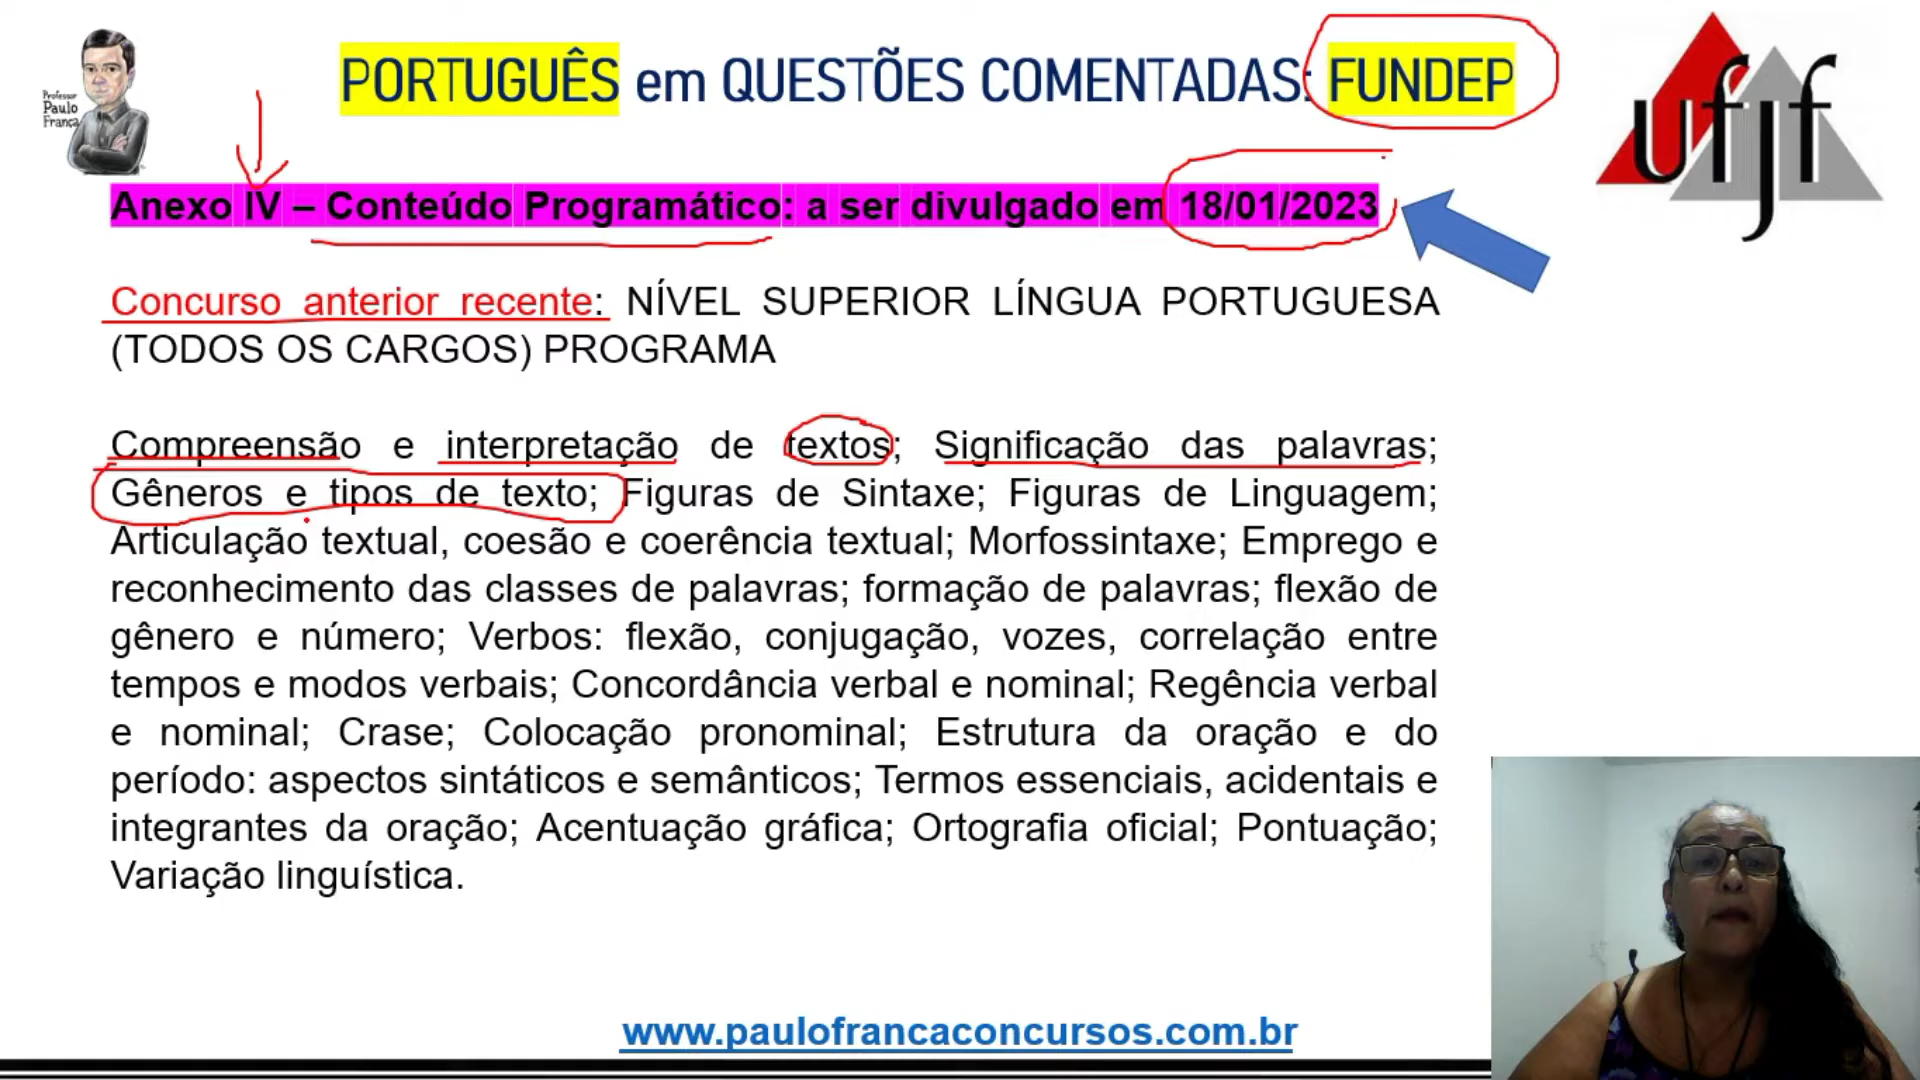 Professor
Paulo
França
PORTUGUÊS em QUESTÕES COMENTADAS: FUNDEP
ufjf
Anexo IV – Conteúdo Programático: a ser divulgado em 18/01/2023
Concurso anterior recente: NÍVEL SUPERIOR LÍNGUA PORTUGUESA
(TODOS OS CARGOS) PROGRAMA
Compreensão e interpretação de textos; Significação das palavras;
Gêneros e tipos de texto; Figuras de Sintaxe; Figuras de Linguagem;
Articulação textual, coesão e coerência textual; Morfossintaxe; Emprego e
reconhecimento das classes de palavras; formação de palavras; flexão de
gênero e número; Verbos: flexão, conjugação, vozes, correlação entre
tempos e modos verbais; Concordância verbal e nominal; Regência verbal
e nominal; Crase; Colocação pronominal; Estrutura da oração e do
período: aspectos sintáticos e semânticos; Termos essenciais, acidentais e
integrantes da oração; Acentuação gráfica; Ortografia oficial; Pontuação;
Variação linguística.
www.paulofrancaconcursos.com.br